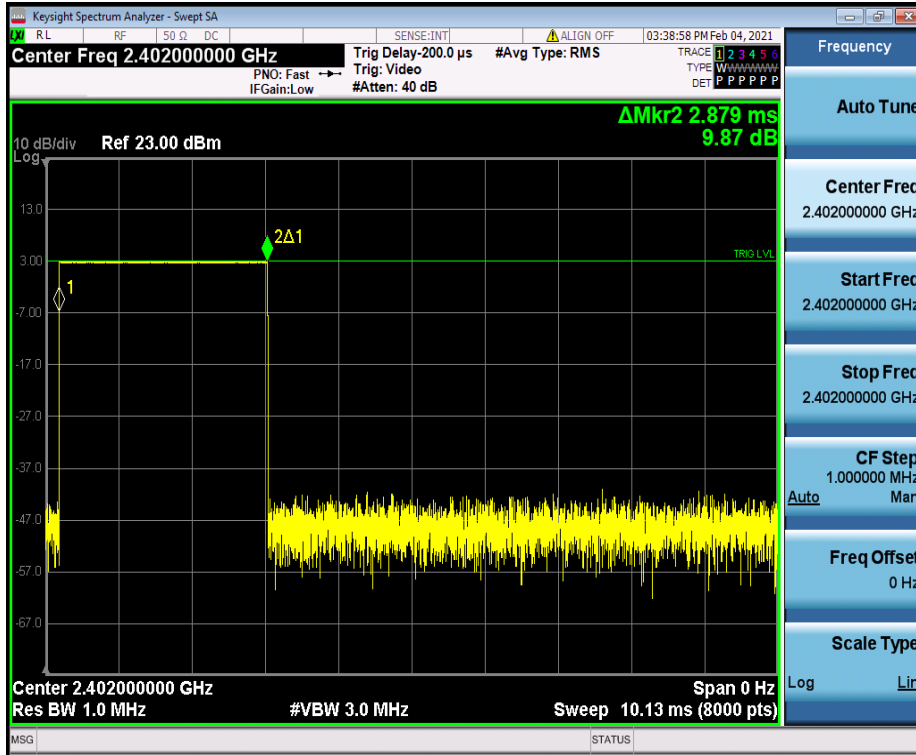 Keysight Spectrum Analyzer - Swept SA
LXI RL RF 50 Ω DC SENSE:INT ALIGN OFF 03:38:58 PM Feb 04, 2021
Center Freq 2.402000000 GHz
PNO: Fast
IFGain:Low
Trig Delay-200.0 µs
Trig: Video
#Atten: 40 dB
#Avg Type: RMS
TRACE 1 2 3 4 5 6
TYPE WWWWWW
DET P P P P P P
ΔMkr2 2.879 ms
9.87 dB
10 dB/div Ref 23.00 dBm
Log
13.0
2Δ1
3.00
TRIG LVL
1
-7.00
-17.0
-27.0
-37.0
-47.0
-57.0
-67.0
Center 2.402000000 GHz Span 0 Hz
Res BW 1.0 MHz #VBW 3.0 MHz Sweep 10.13 ms (8000 pts)
MSG STATUS
Frequency
Auto Tune
Center Freq
2.402000000 GHz
Start Freq
2.402000000 GHz
Stop Freq
2.402000000 GHz
CF Step
1.000000 MHz
Auto Man
Freq Offset
0 Hz
Scale Type
Log Lin